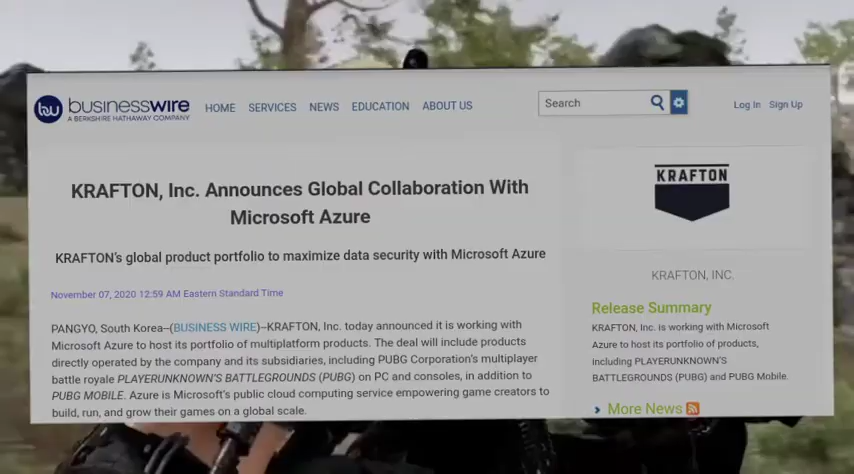 bw businesswire
A BERKSHIRE HATHAWAY COMPANY
HOME SERVICES NEWS EDUCATION ABOUT US
Search
Log In Sign Up
KRAFTON, Inc. Announces Global Collaboration With
Microsoft Azure
KRAFTON's global product portfolio to maximize data security with Microsoft Azure
November 07, 2020 12:59 AM Eastern Standard Time
PANGYO, South Korea--(BUSINESS WIRE)--KRAFTON, Inc. today announced it is working with
Microsoft Azure to host its portfolio of multiplatform products. The deal will include products
directly operated by the company and its subsidiaries, including PUBG Corporation's multiplayer
battle royale PLAYERUNKNOWN'S BATTLEGROUNDS (PUBG) on PC and consoles, in addition to
PUBG MOBILE. Azure is Microsoft's public cloud computing service empowering game creators to
build, run, and grow their games on a global scale.
KRAFTON
KRAFTON, INC.
Release Summary
KRAFTON, Inc. is working with Microsoft
Azure to host its portfolio of products,
including PLAYERUNKNOWN'S
BATTLEGROUNDS (PUBG) and PUBG Mobile.
More News